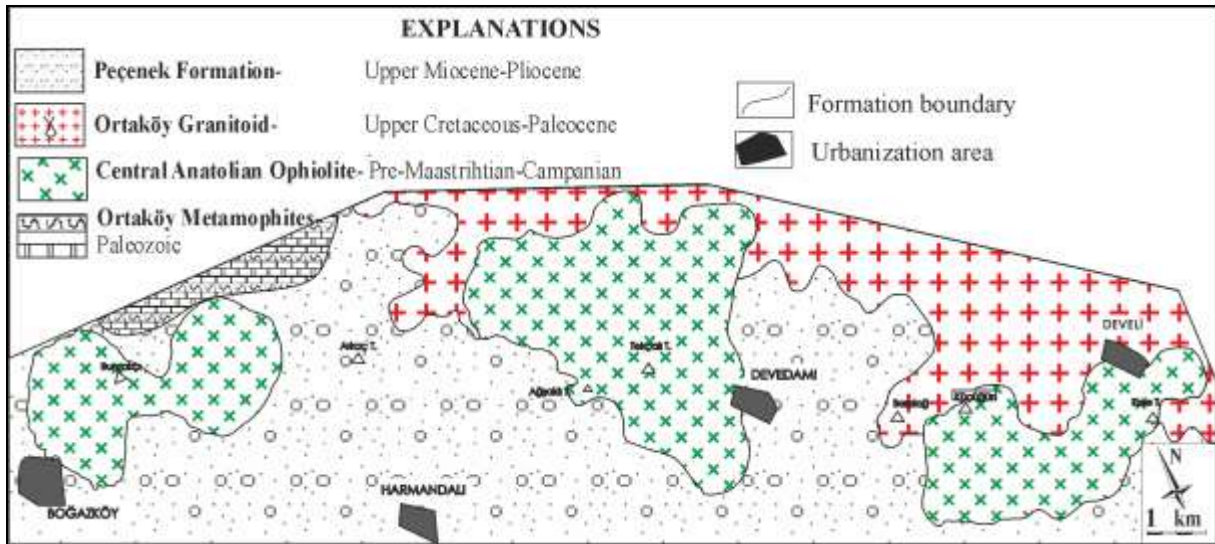 EXPLANATIONS
Peçenek Formation- Upper Miocene-Pliocene
Ortaköy Granitoid- Upper Cretaceous-Paleocene
Central Anatolian Ophiolite- Pre-Maastrihtian-Campanian
Ortaköy Metamophites-
Paleozoic
Formation boundary
Urbanization area
DEVELİ
DEVEDAMI
HARMANDALI
BOĞAZKÖY
N
1 km